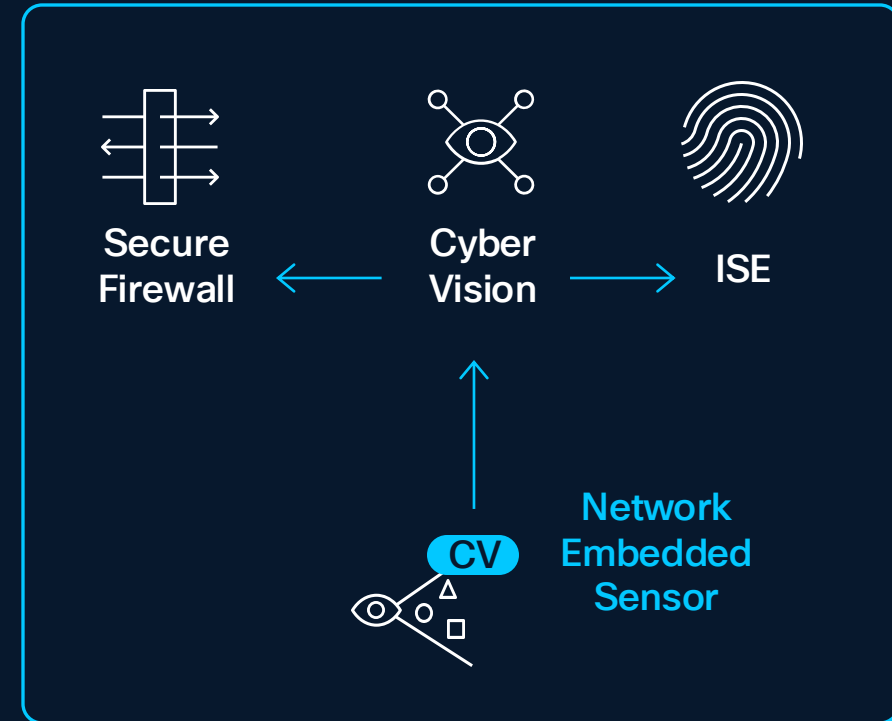 Secure
Firewall
Cyber
Vision
ISE
CV
Network
Embedded
Sensor